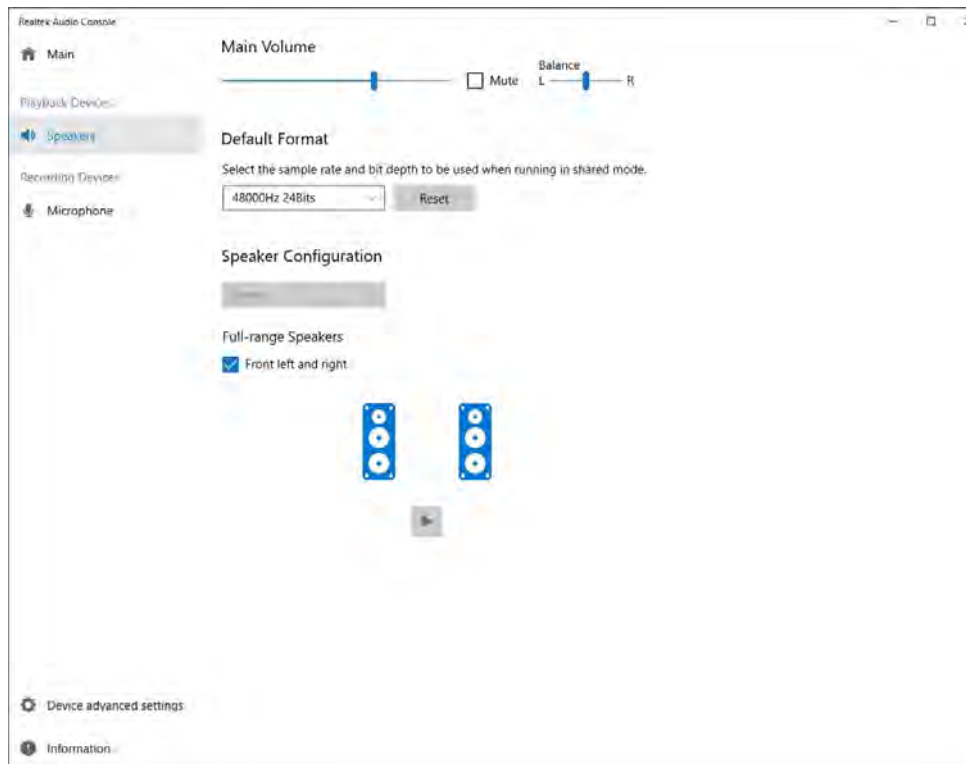 Realtek Audio Console
Main
Playback Devices
Speakers
Recording Devices
Microphone
Main Volume
Mute
Balance
L R
Default Format
Select the sample rate and bit depth to be used when running in shared mode.
48000Hz 24Bits
Reset
Speaker Configuration
Full-range Speakers
Front left and right
Device advanced settings
Information